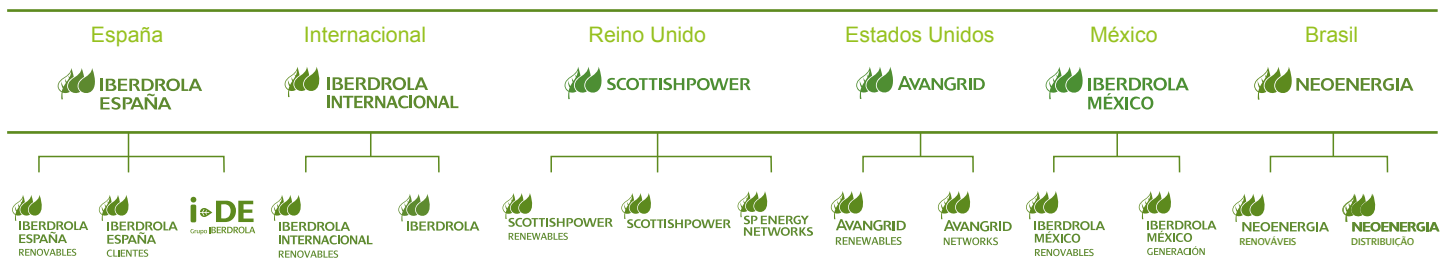 España
Internacional
Reino Unido
Estados Unidos
México
Brasil
IBERDROLA
ESPAÑA
IBERDROLA
INTERNACIONAL
SCOTTISHPOWER
AVANGRID
IBERDROLA
MÉXICO
NEOENERGIA
IBERDROLA
ESPAÑA
RENOVABLES
IBERDROLA
ESPAÑA
CLIENTES
i-DE
Grupo IBERDROLA
IBERDROLA
INTERNACIONAL
RENOVABLES
IBERDROLA
SCOTTISHPOWER
RENEWABLES
SCOTTISHPOWER
SP ENERGY
NETWORKS
AVANGRID
RENEWABLES
AVANGRID
NETWORKS
IBERDROLA
MÉXICO
RENOVABLES
IBERDROLA
MÉXICO
GENERACIÓN
NEOENERGIA
RENOVÁVEIS
NEOENERGIA
DISTRIBUIÇÃO